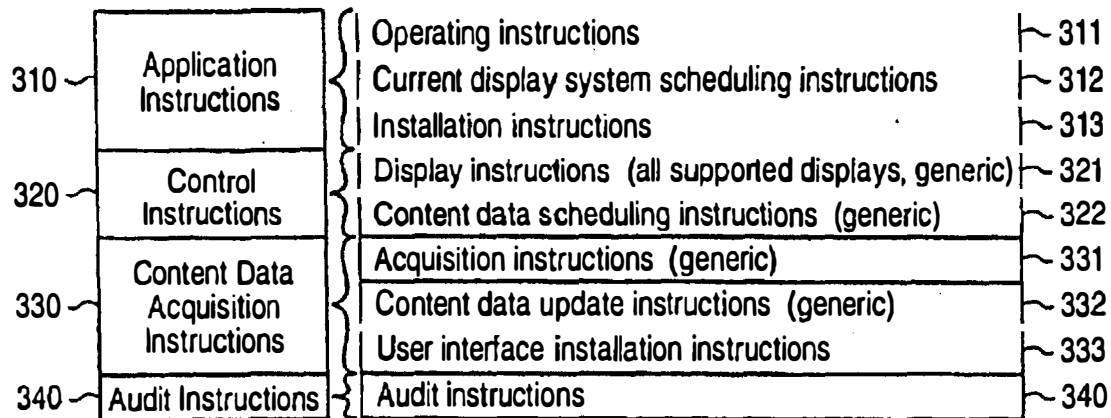 310
Application
Instructions
Operating instructions
311
Current display system scheduling instructions
312
Installation instructions
313
320
Control
Instructions
Display instructions (all supported displays, generic)
321
Content data scheduling instructions (generic)
322
330
Content Data
Acquisition
Instructions
Acquisition instructions (generic)
331
Content data update instructions (generic)
332
User interface installation instructions
333
340
Audit Instructions
Audit instructions
340